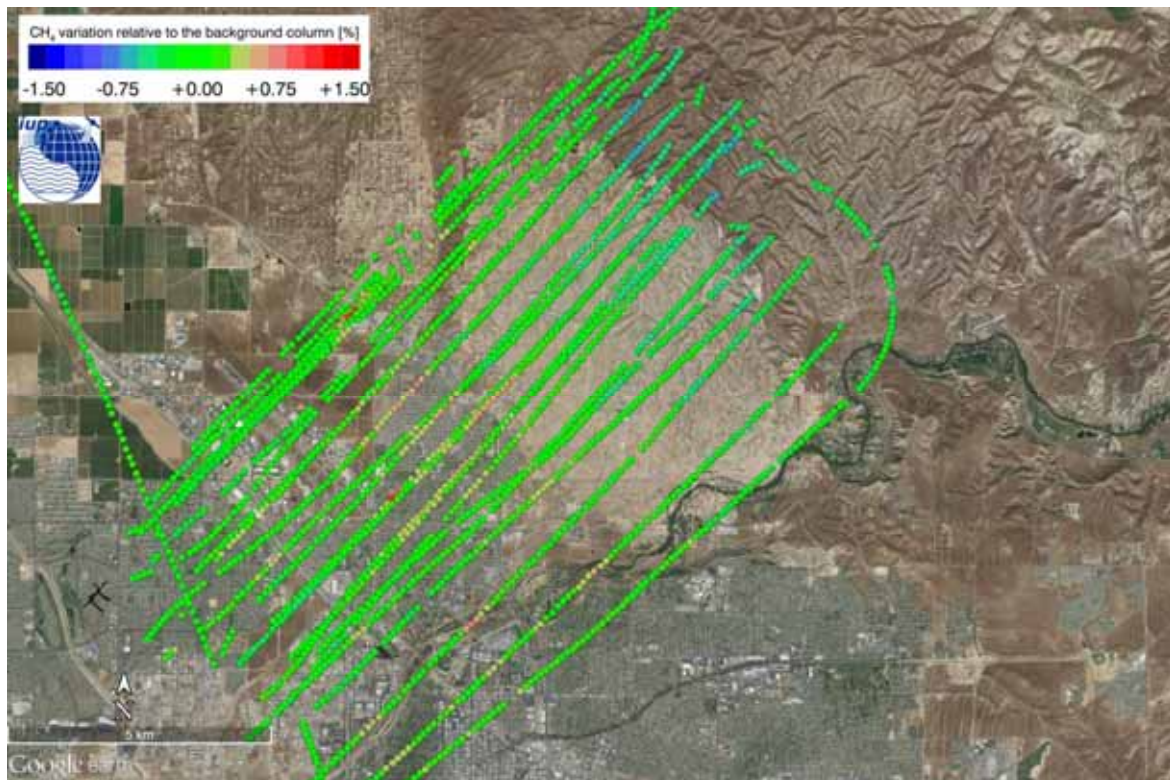 CH₄ variation relative to the background column [%]
-1.50 -0.75 +0.00 +0.75 +1.50
iup
N
5 km
Google earth